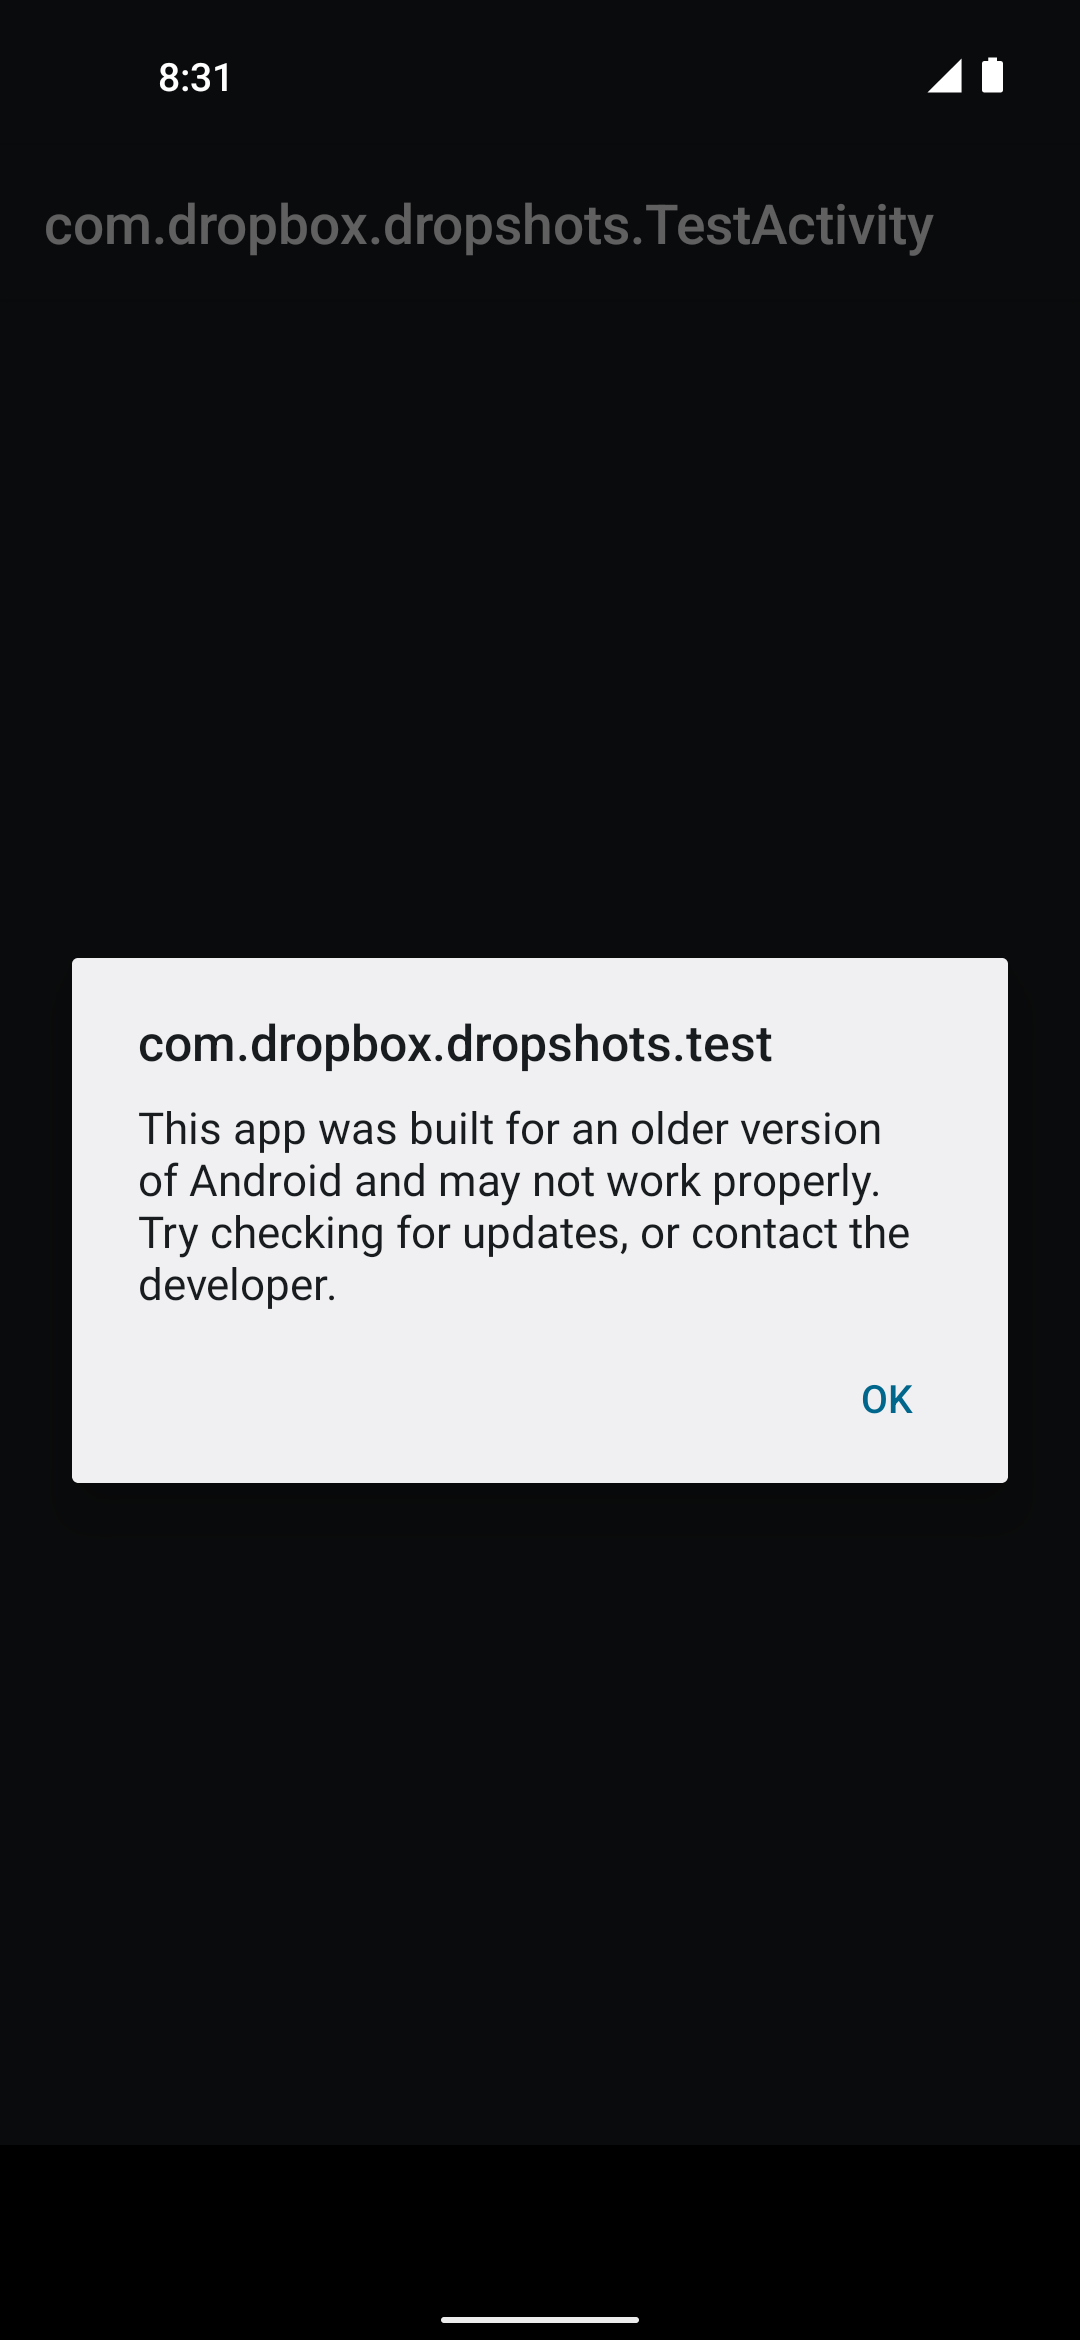 8:31
com.dropbox.dropshots.TestActivity
com.dropbox.dropshots.test
This app was built for an older version
of Android and may not work properly.
Try checking for updates, or contact the
developer.
OK